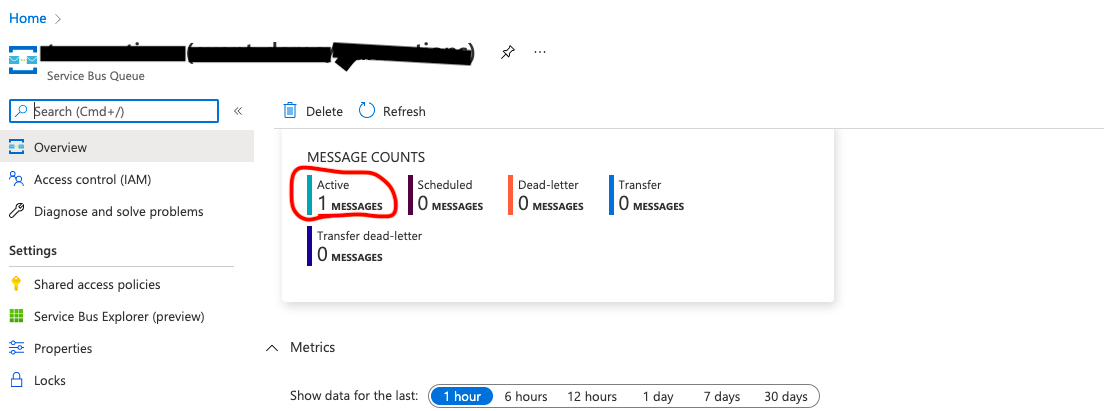 Home
Service Bus Queue
Search (Cmd+/)
Delete Refresh
Overview
Access control (IAM)
Diagnose and solve problems
Settings
Shared access policies
Service Bus Explorer (preview)
Properties
Locks
MESSAGE COUNTS
Active Scheduled Dead-letter Transfer
1 MESSAGES 0 MESSAGES 0 MESSAGES 0 MESSAGES
Transfer dead-letter
0 MESSAGES
Metrics
Show data for the last: 1 hour 6 hours 12 hours 1 day 7 days 30 days